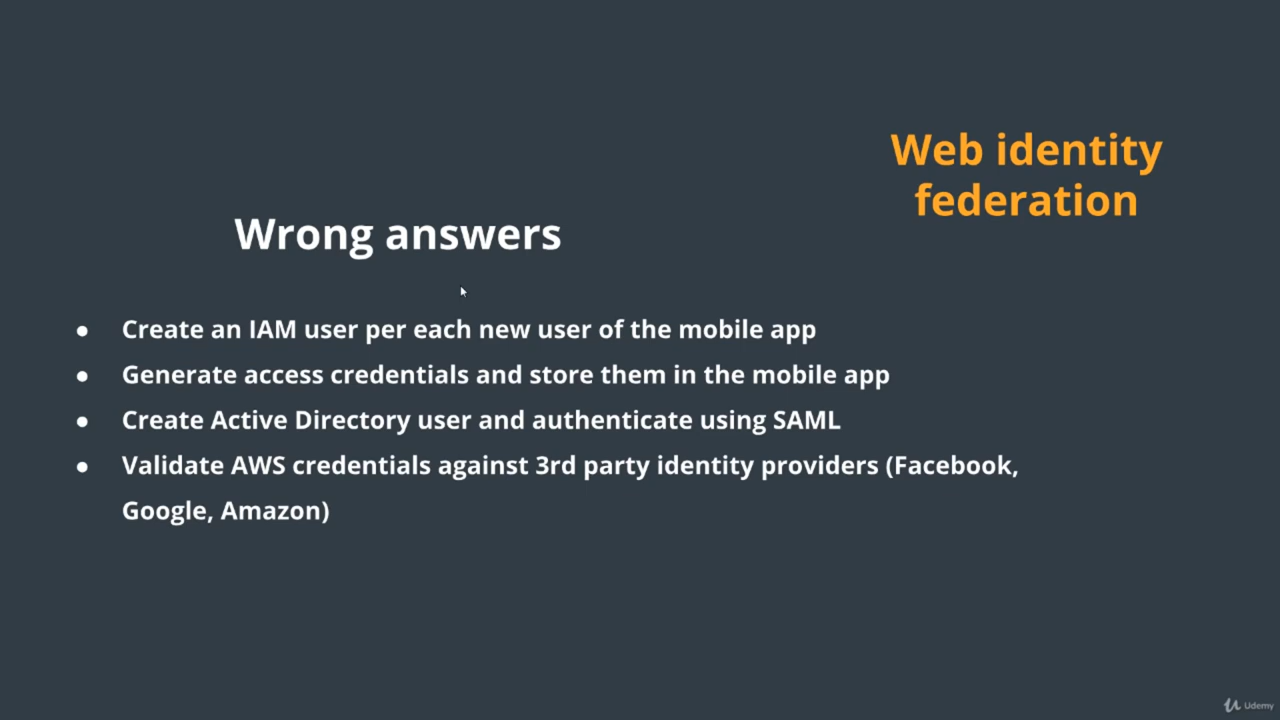 Web identity
federation
Wrong answers
● Create an IAM user per each new user of the mobile app
● Generate access credentials and store them in the mobile app
● Create Active Directory user and authenticate using SAML
● Validate AWS credentials against 3rd party identity providers (Facebook,
Google, Amazon)
Udemy